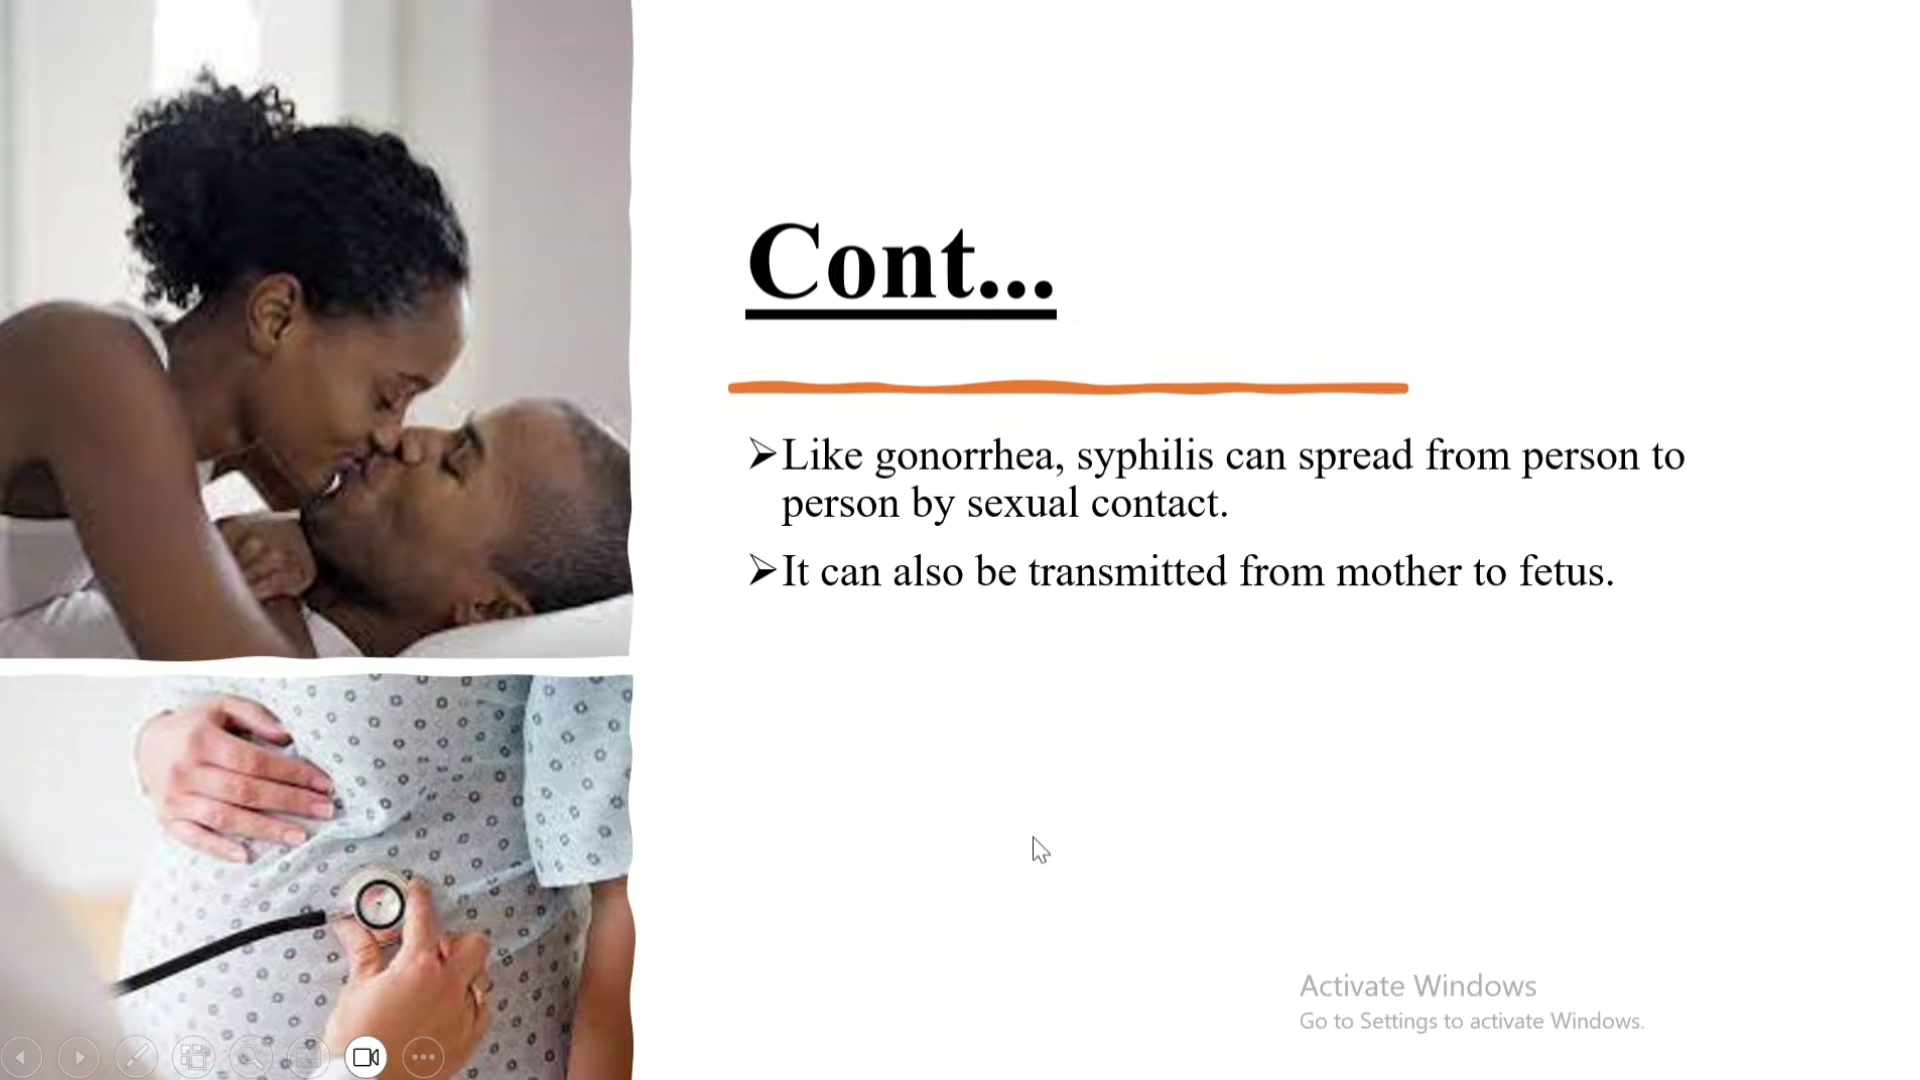 Cont...
➢Like gonorrhea, syphilis can spread from person to
person by sexual contact.
➢It can also be transmitted from mother to fetus.
Activate Windows
Go to Settings to activate Windows.